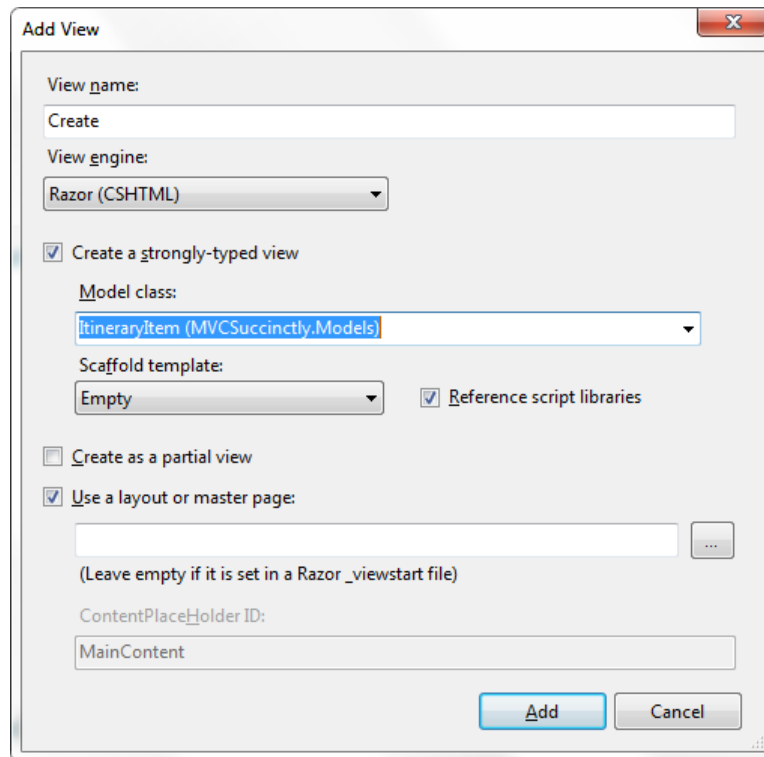 Add View
View name:
Create
View engine:
Razor (CSHTML)
Create a strongly-typed view
Model class:
ItineraryItem (MVCSuccinctly.Models)
Scaffold template:
Empty
Reference script libraries
Create as a partial view
Use a layout or master page:
...
(Leave empty if it is set in a Razor _viewstart file)
ContentPlaceHolder ID:
MainContent
Add Cancel